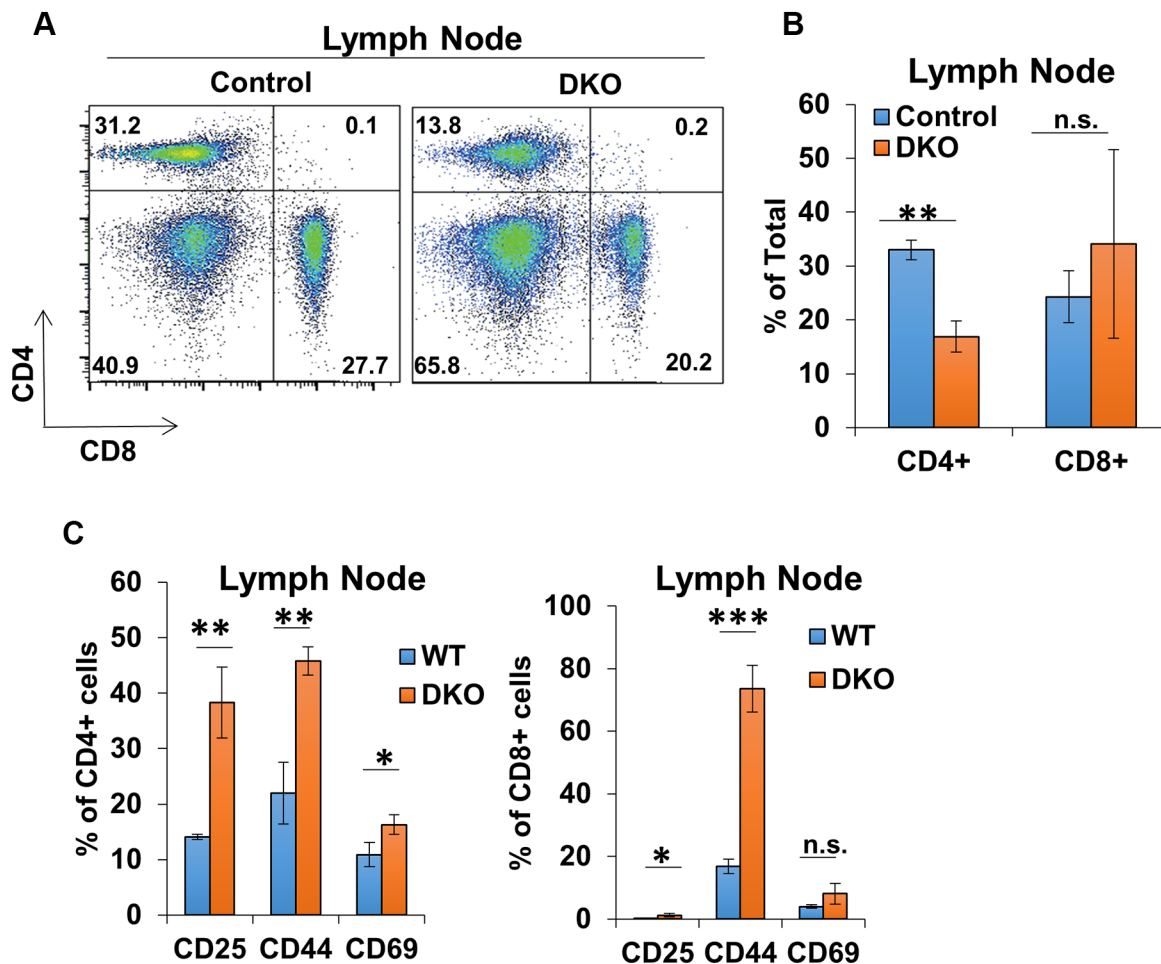 A
Lymph Node
Control
DKO
31.2
0.1
13.8
0.2
40.9
27.7
65.8
20.2
CD4
CD8
B
Lymph Node
60
50
40
30
20
10
0
% of Total
Control
DKO
**
n.s.
CD4+
CD8+
C
Lymph Node
60
50
40
30
20
10
0
% of CD4+ cells
**
**
*
WT
DKO
CD25 CD44 CD69
Lymph Node
100
80
60
40
20
0
% of CD8+ cells
*
***
n.s.
WT
DKO
CD25 CD44 CD69